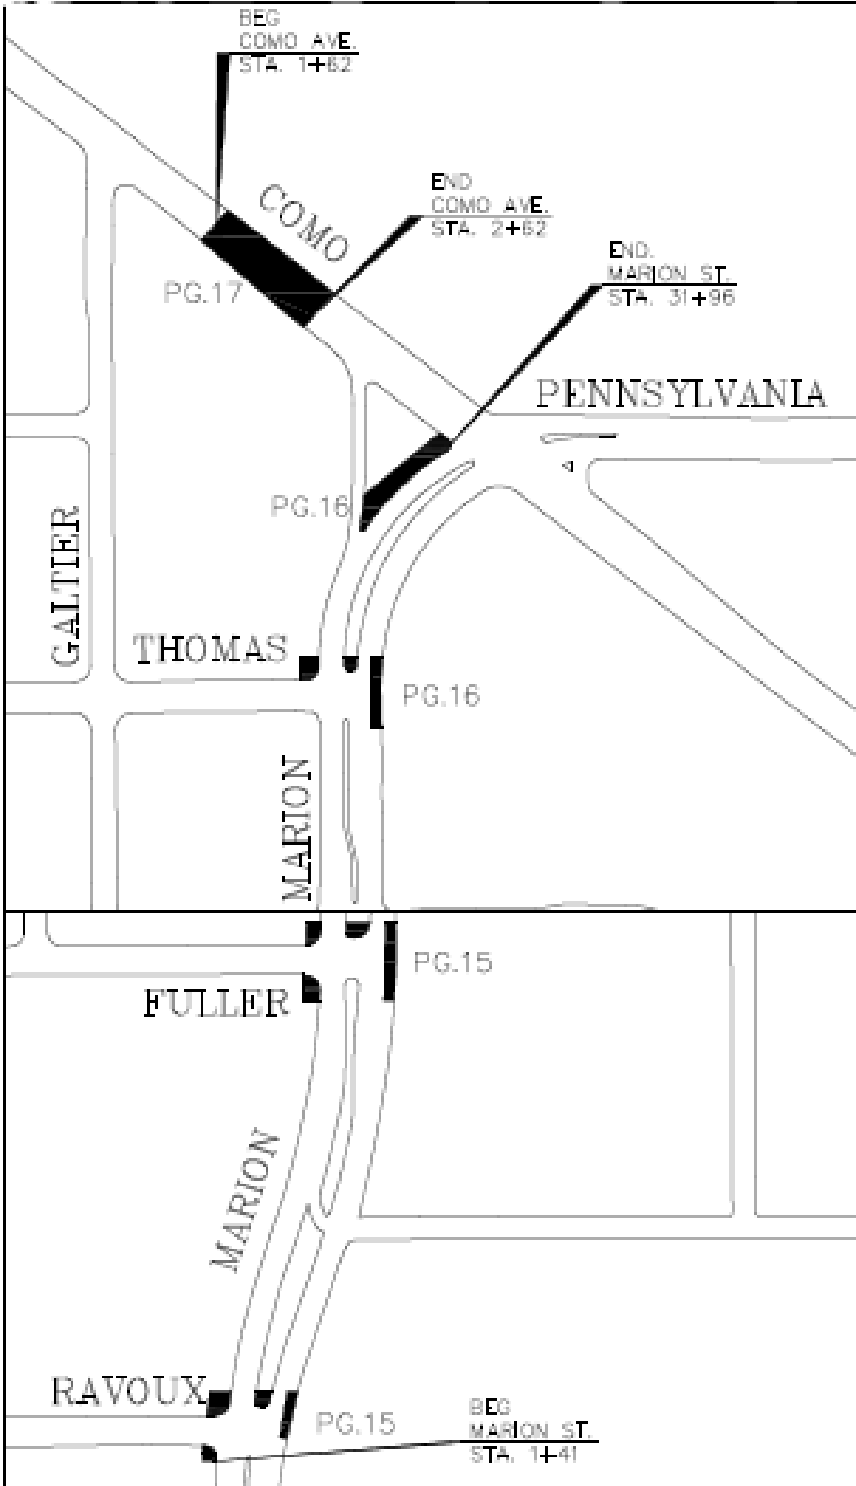 BEG
COMO AVE.
STA. 1+62
COMO
END
COMO AVE.
STA. 2+62
END.
MARION ST.
STA. 31+96
PG.17
PENNSYLVANIA
PG.16
GALTIER
THOMAS
PG.16
MARION
PG.15
FULLER
MARION
RAVOUX
PG.15
BEG
MARION ST.
STA. 1+41